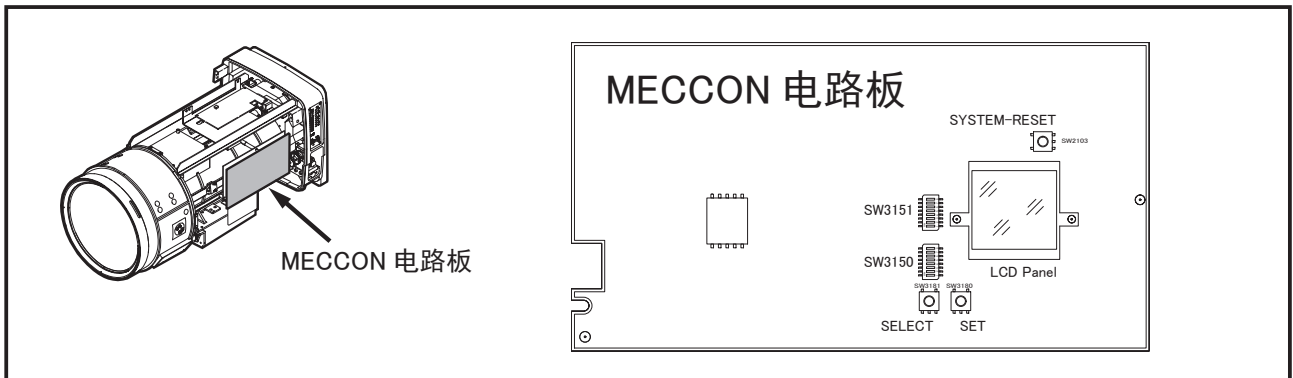 MECCON 电路板
MECCON 电路板
SYSTEM-RESET
SW2103
SW3151
SW3150
LCD Panel
SW3181 SW3180
SELECT SET